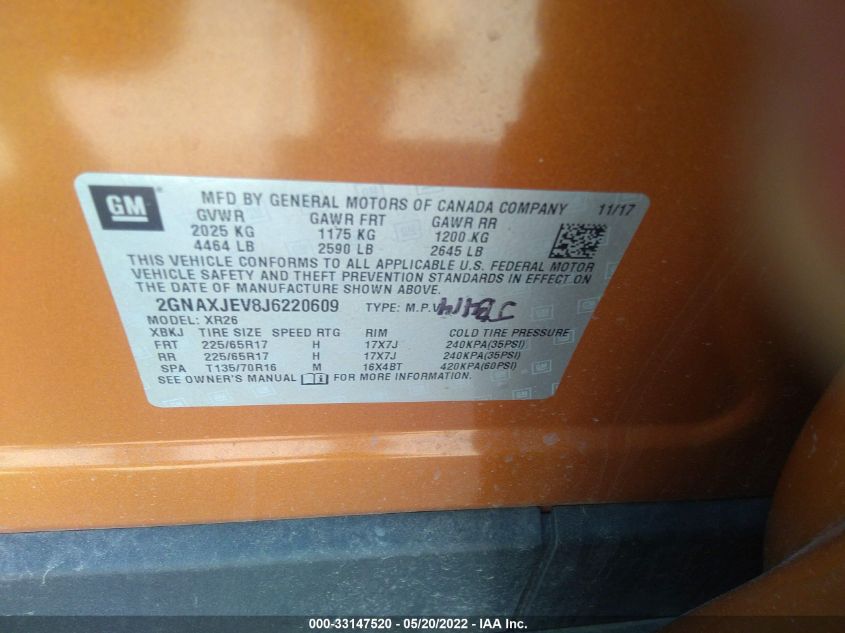 GM
MFD BY GENERAL MOTORS OF CANADA COMPANY 11/17
GVWR GAWR FRT GAWR RR
2025 KG 1175 KG 1200 KG
4464 LB 2590 LB 2645 LB
THIS VEHICLE CONFORMS TO ALL APPLICABLE U.S. FEDERAL MOTOR
VEHICLE SAFETY AND THEFT PREVENTION STANDARDS IN EFFECT ON
THE DATE OF MANUFACTURE SHOWN ABOVE.
2GNAXJEV8J6220609 TYPE: M.P.V
MODEL: XR26
XBKJ TIRE SIZE SPEED RTG RIM COLD TIRE PRESSURE
FRT 225/65R17 H 17X7J 240KPA(35PSI)
RR 225/65R17 H 17X7J 240KPA(35PSI)
SPA T135/70R16 M 16X4BT 420KPA(60PSI)
SEE OWNER'S MANUAL FOR MORE INFORMATION.
000-33147520 - 05/20/2022 - IAA Inc.